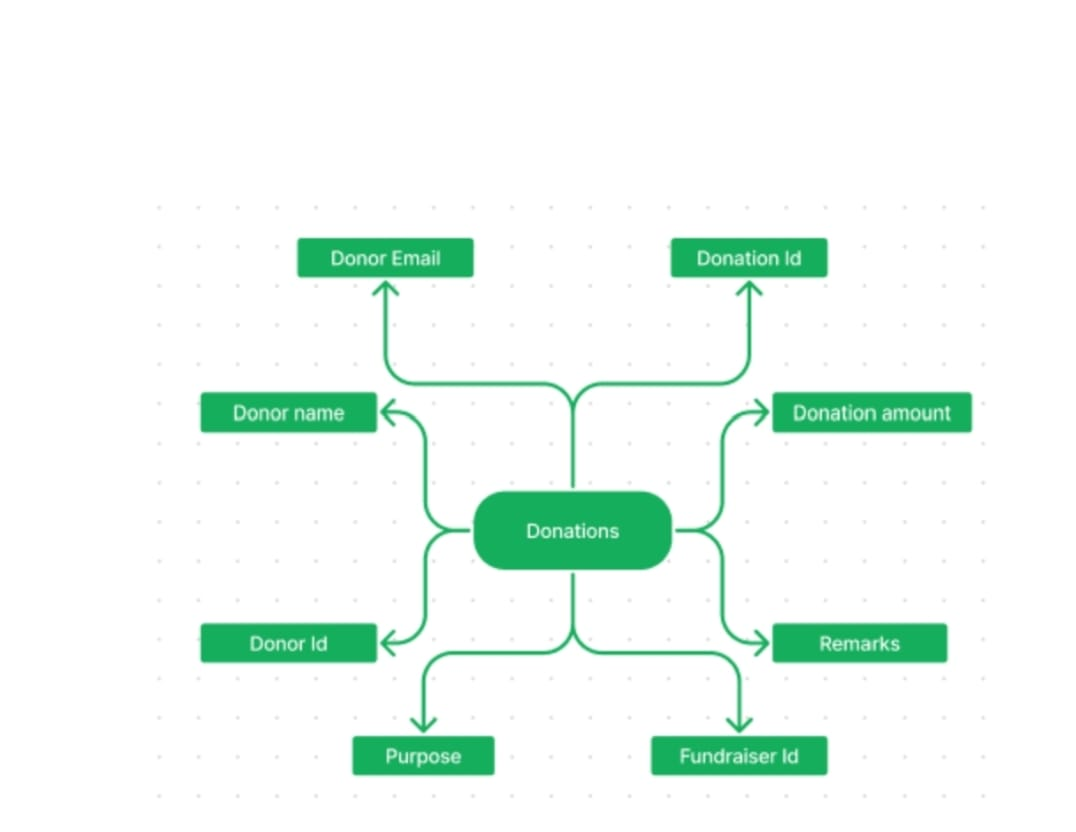 Donor Email
Donation Id
Donor name
Donation amount
Donations
Donor Id
Remarks
Purpose
Fundraiser Id